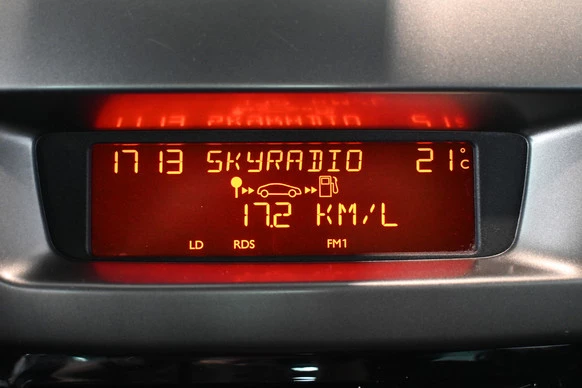 17 13 SKYRADIO 21°C
17.2 KM/L
LD RDS FM1